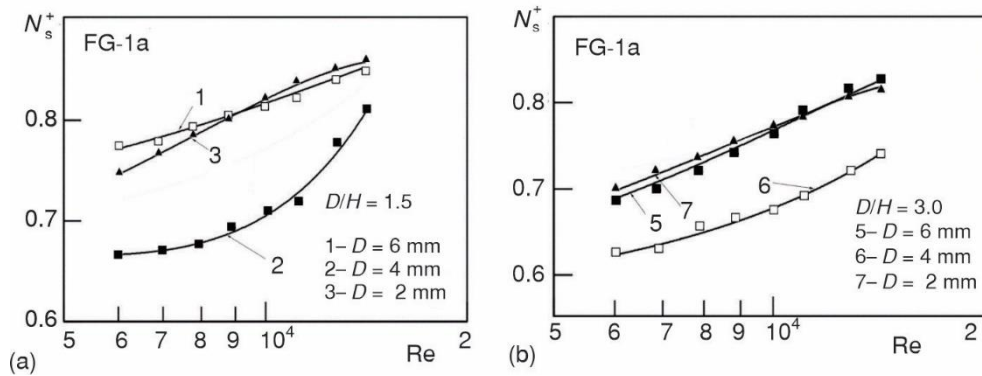 N_s^+
FG-1a
1
0.8
3
0.7
D/H = 1.5
1– D = 6 mm
2– D = 4 mm
3– D = 2 mm
2
0.6
5 6 7 8 9 10^4 2
(a) Re
N_s^+
FG-1a
0.8
0.7
5
7
6
D/H = 3.0
5– D = 6 mm
6– D = 4 mm
7– D = 2 mm
0.6
5 6 7 8 9 10^4 2
(b) Re